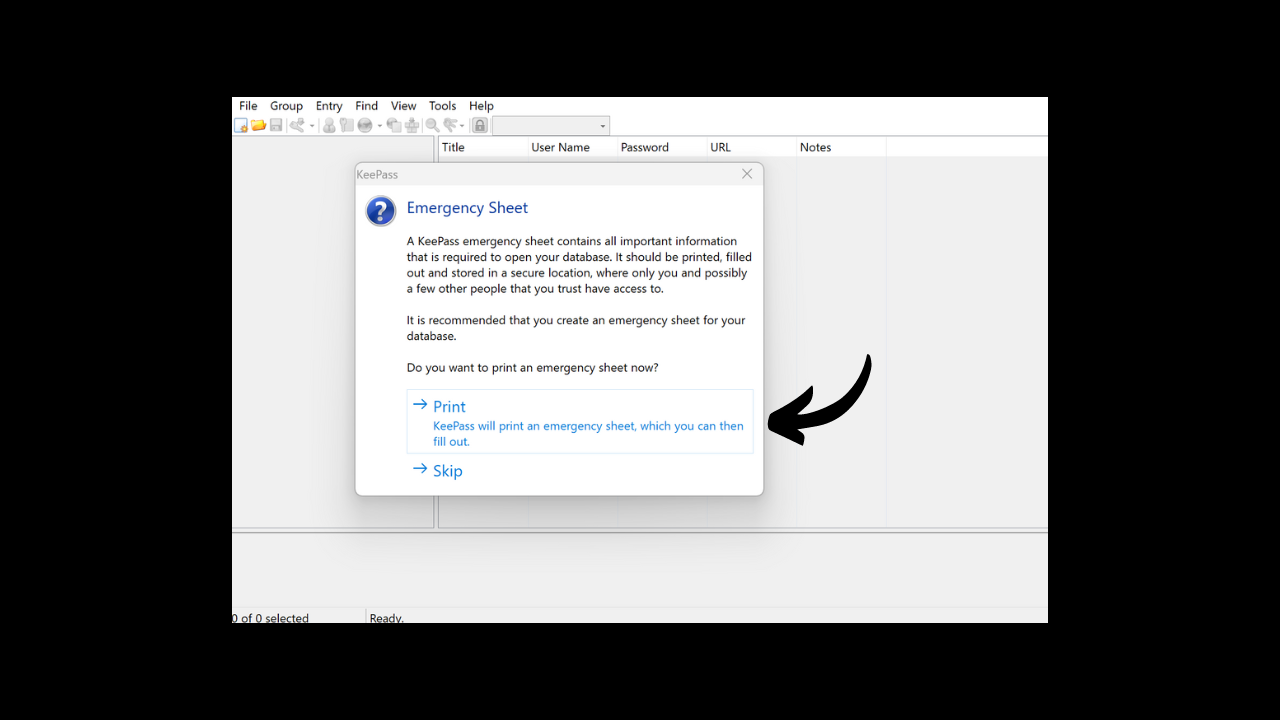 File Group Entry Find View Tools Help
Title User Name Password URL Notes
KeePass
Emergency Sheet
A KeePass emergency sheet contains all important information
that is required to open your database. It should be printed, filled
out and stored in a secure location, where only you and possibly
a few other people that you trust have access to.
It is recommended that you create an emergency sheet for your
database.
Do you want to print an emergency sheet now?
Print
KeePass will print an emergency sheet, which you can then
fill out.
Skip
0 of 0 selected Ready.